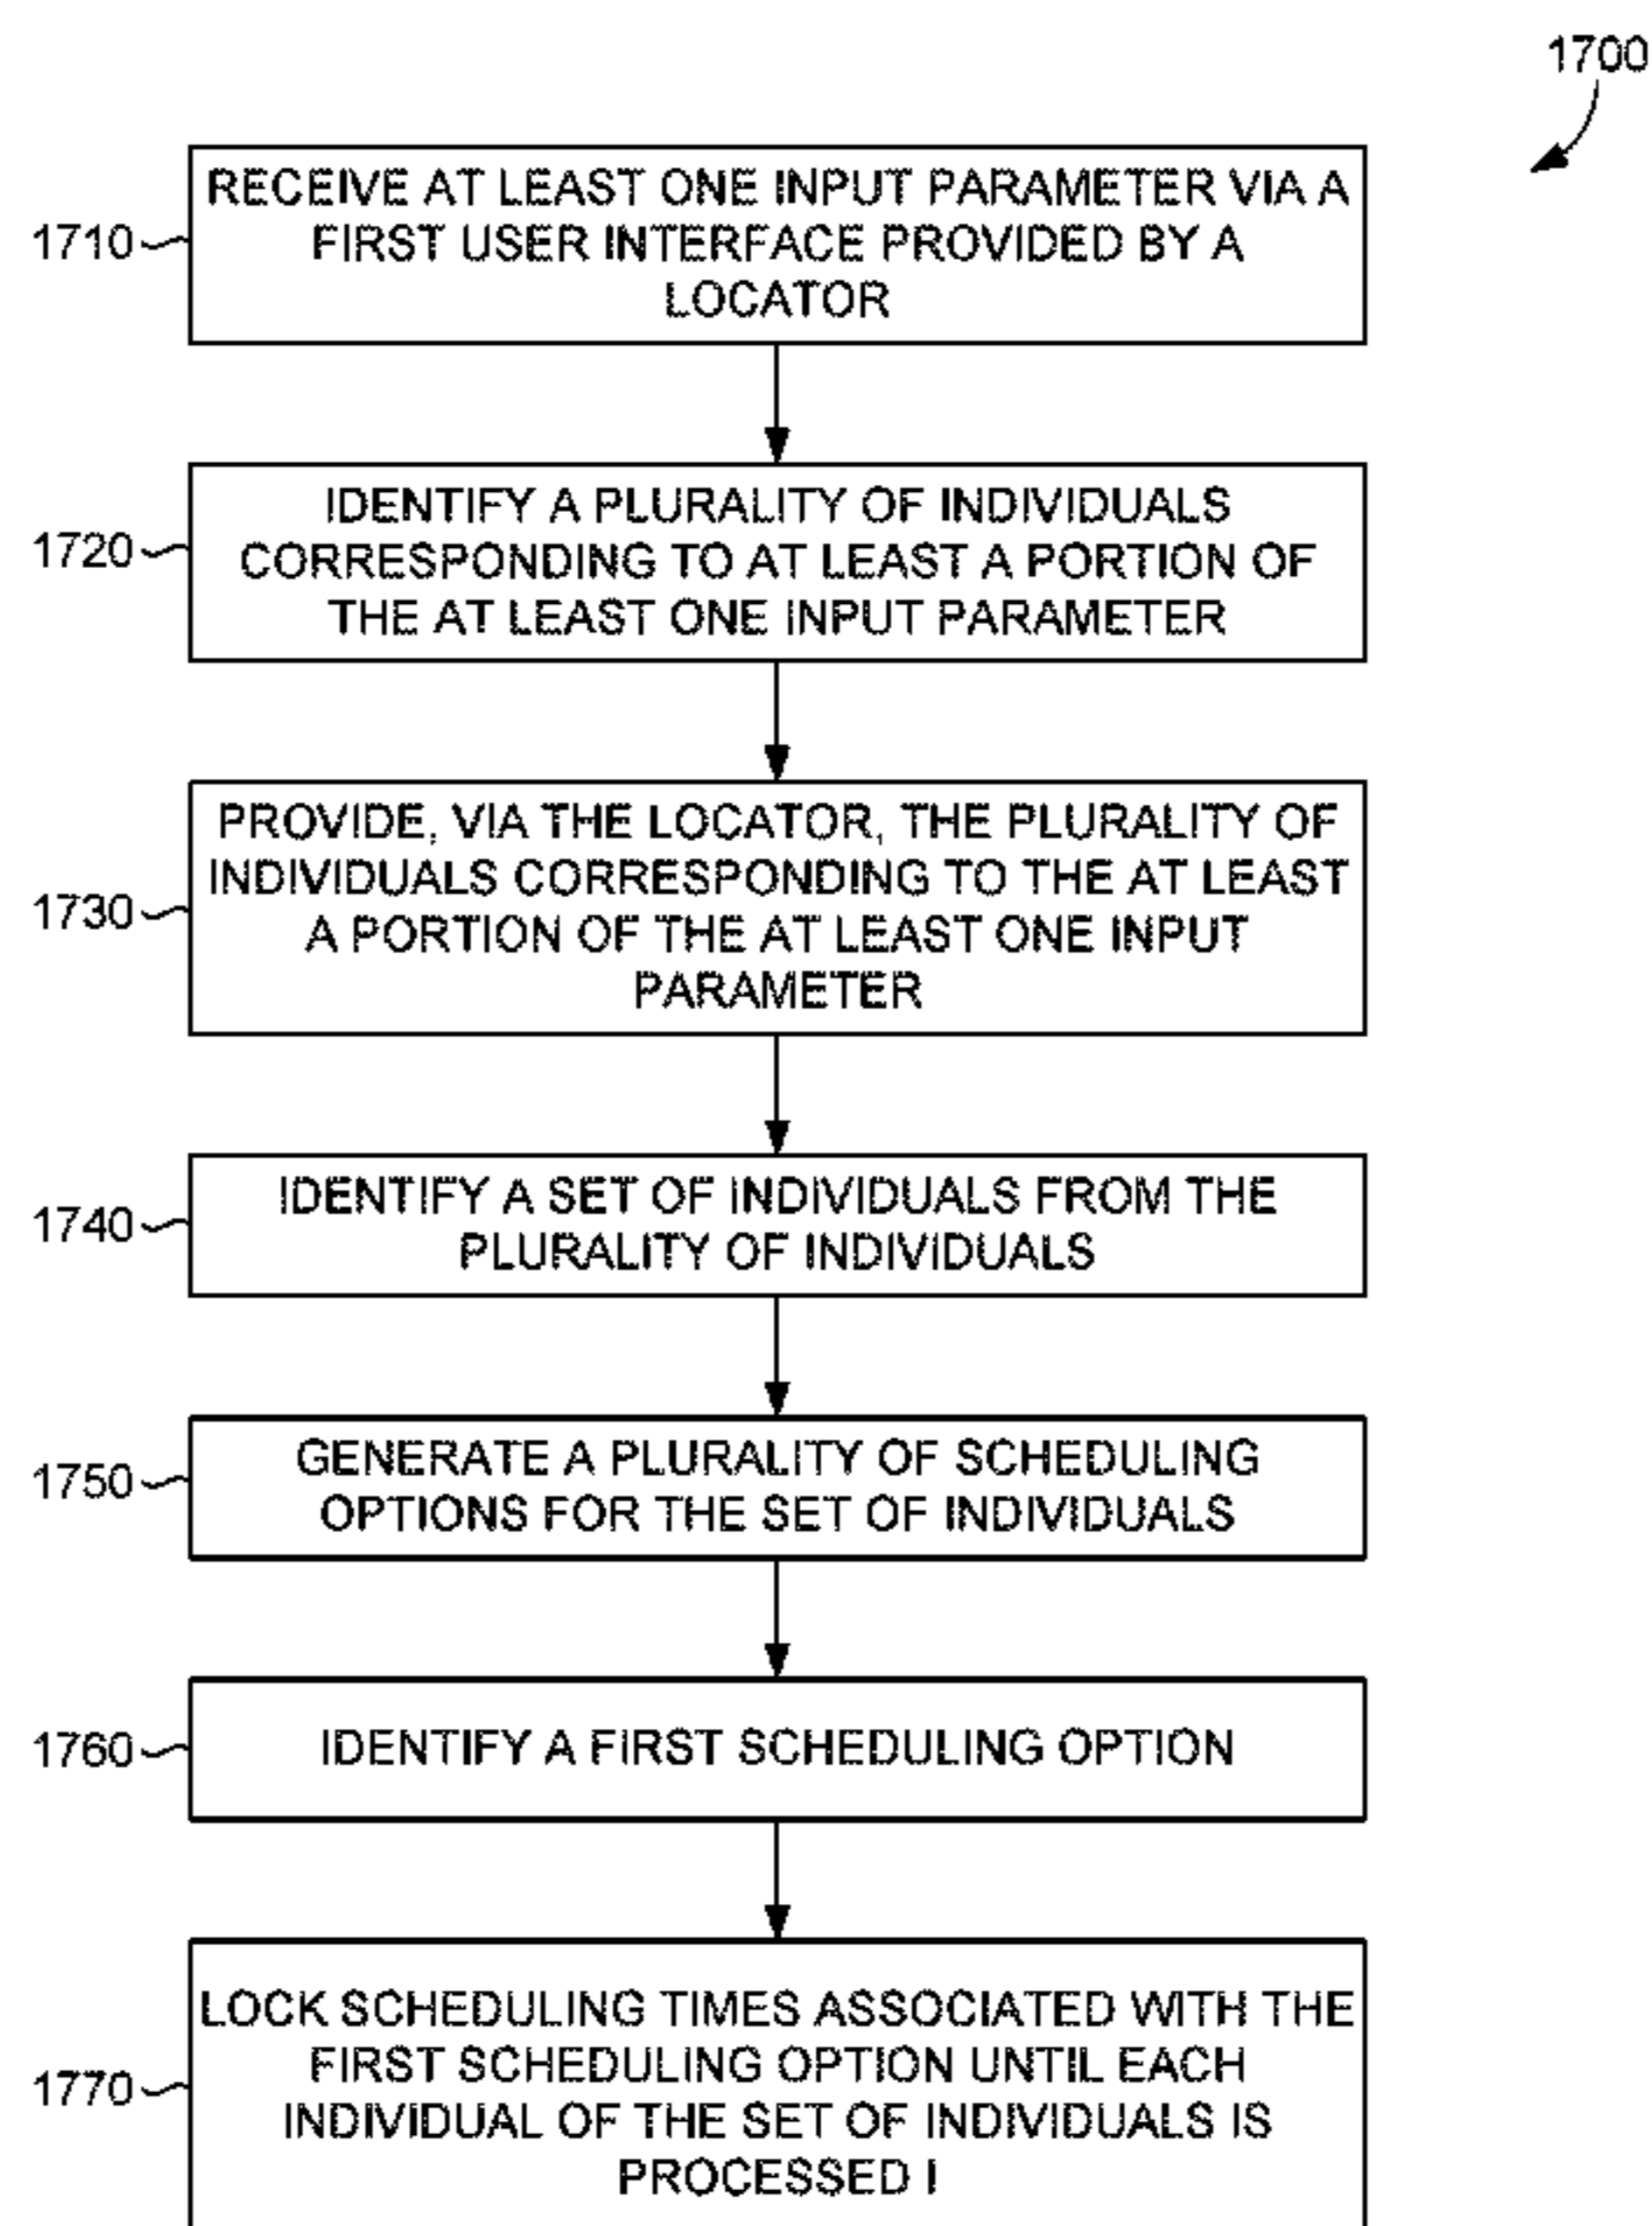 1700
RECEIVE AT LEAST ONE INPUT PARAMETER VIA A
1710
FIRST USER INTERFACE PROVIDED BY A
LOCATOR
IDENTIFY A PLURALITY OF INDIVIDUALS
1720
CORRESPONDING TO AT LEAST A PORTION OF
THE AT LEAST ONE INPUT PARAMETER
PROVIDE, VIA THE LOCATOR, THE PLURALITY OF
INDIVIDUALS CORRESPONDING TO THE AT LEAST
1730
A PORTION OF THE AT LEAST ONE INPUT
PARAMETER
IDENTIFY A SET OF INDIVIDUALS FROM THE
1740
PLURALITY OF INDIVIDUALS
GENERATE A PLURALITY OF SCHEDULING
1750
OPTIONS FOR THE SET OF INDIVIDUALS
1760
IDENTIFY A FIRST SCHEDULING OPTION
LOCK SCHEDULING TIMES ASSOCIATED WITH THE
FIRST SCHEDULING OPTION UNTIL EACH
1770
INDIVIDUAL OF THE SET OF INDIVIDUALS IS
PROCESSED I